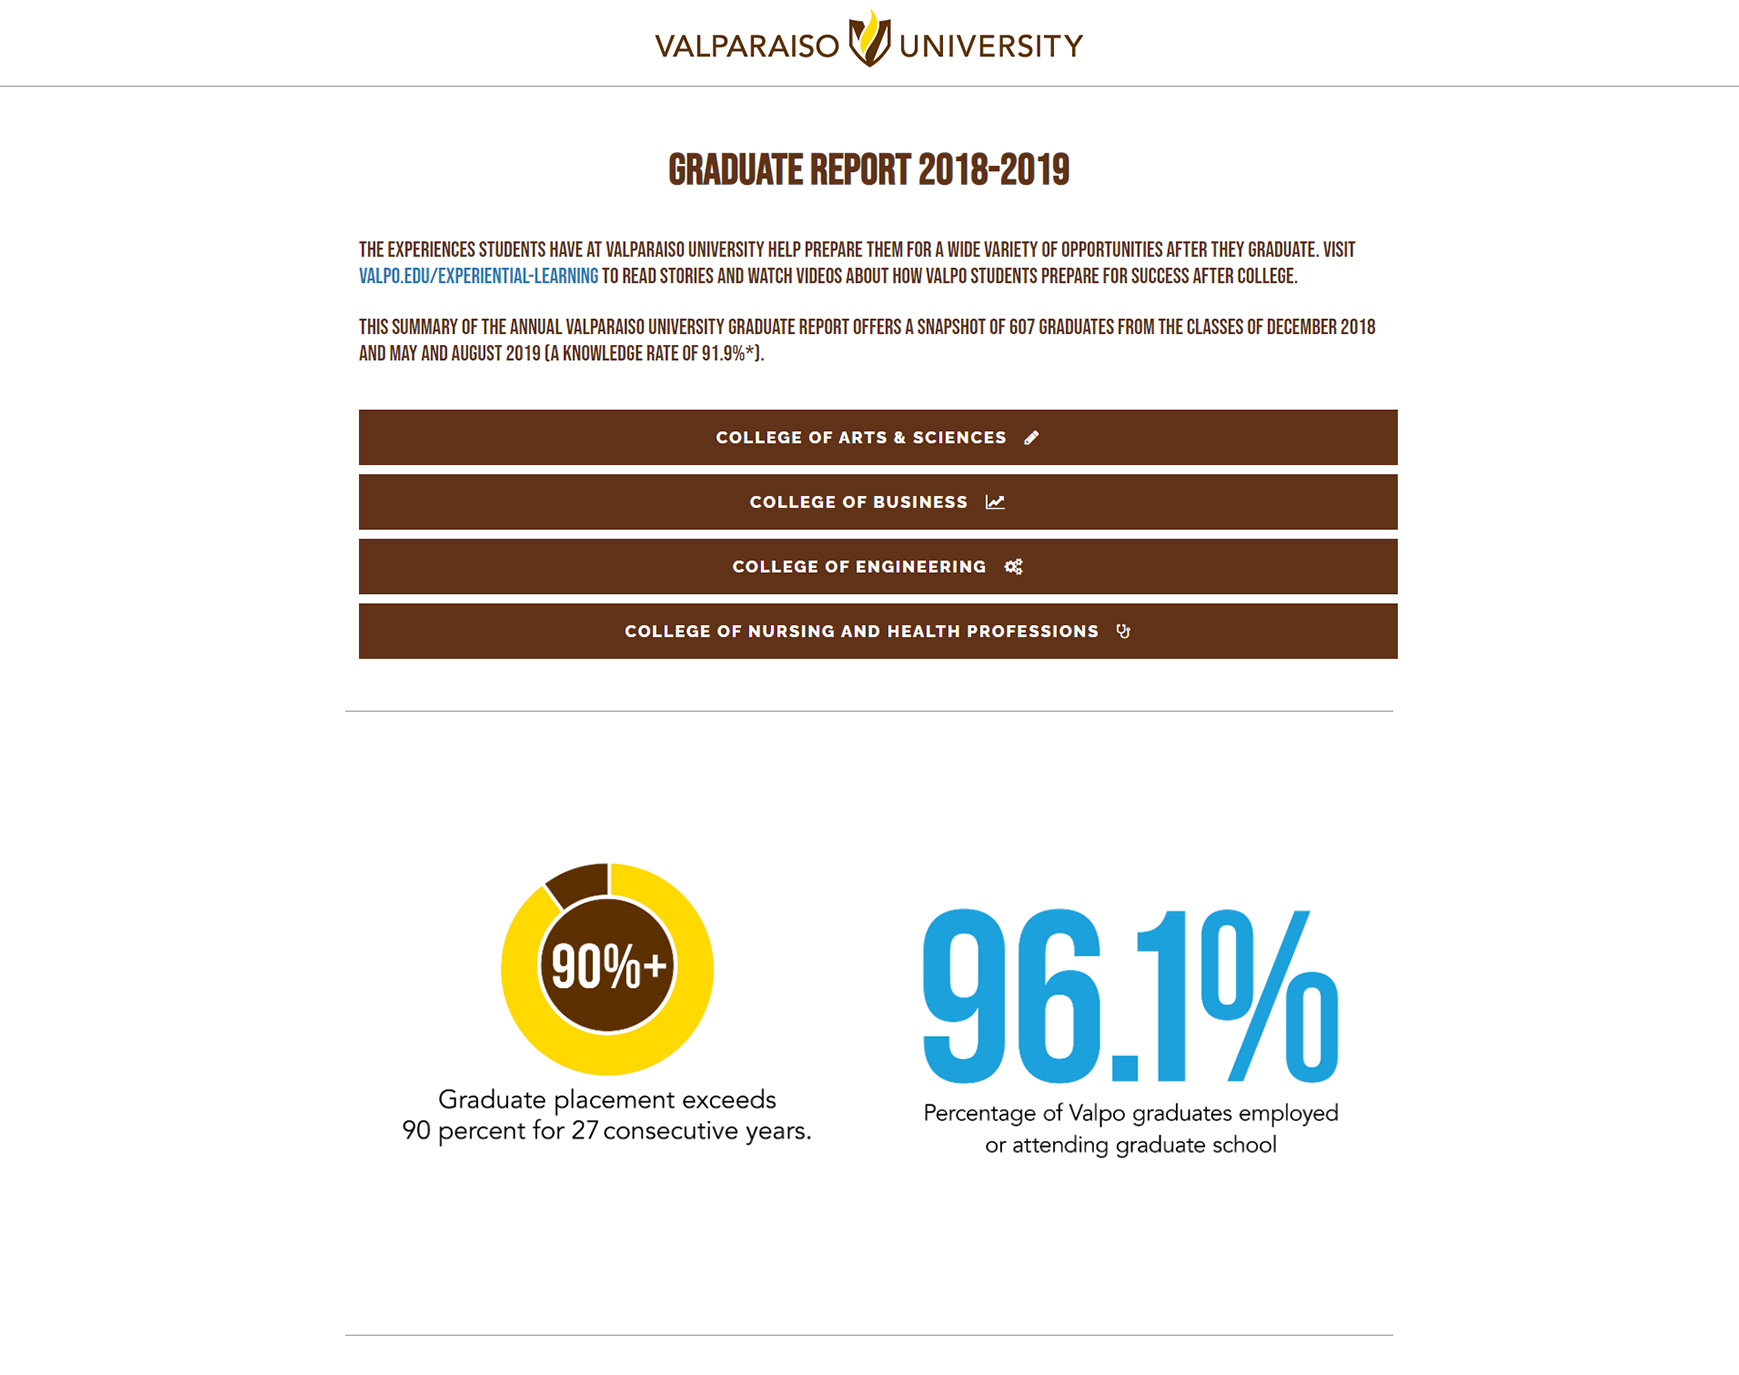 VALPARAISO UNIVERSITY
GRADUATE REPORT 2018-2019
THE EXPERIENCES STUDENTS HAVE AT VALPARAISO UNIVERSITY HELP PREPARE THEM FOR A WIDE VARIETY OF OPPORTUNITIES AFTER THEY GRADUATE. VISIT
VALPO.EDU/EXPERIENTIAL-LEARNING TO READ STORIES AND WATCH VIDEOS ABOUT HOW VALPO STUDENTS PREPARE FOR SUCCESS AFTER COLLEGE.
THIS SUMMARY OF THE ANNUAL VALPARAISO UNIVERSITY GRADUATE REPORT OFFERS A SNAPSHOT OF 607 GRADUATES FROM THE CLASSES OF DECEMBER 2018
AND MAY AND AUGUST 2019 (A KNOWLEDGE RATE OF 91.9%*).
COLLEGE OF ARTS & SCIENCES
COLLEGE OF BUSINESS
COLLEGE OF ENGINEERING
COLLEGE OF NURSING AND HEALTH PROFESSIONS
90%+
Graduate placement exceeds
90 percent for 27 consecutive years.
96.1%
Percentage of Valpo graduates employed
or attending graduate school